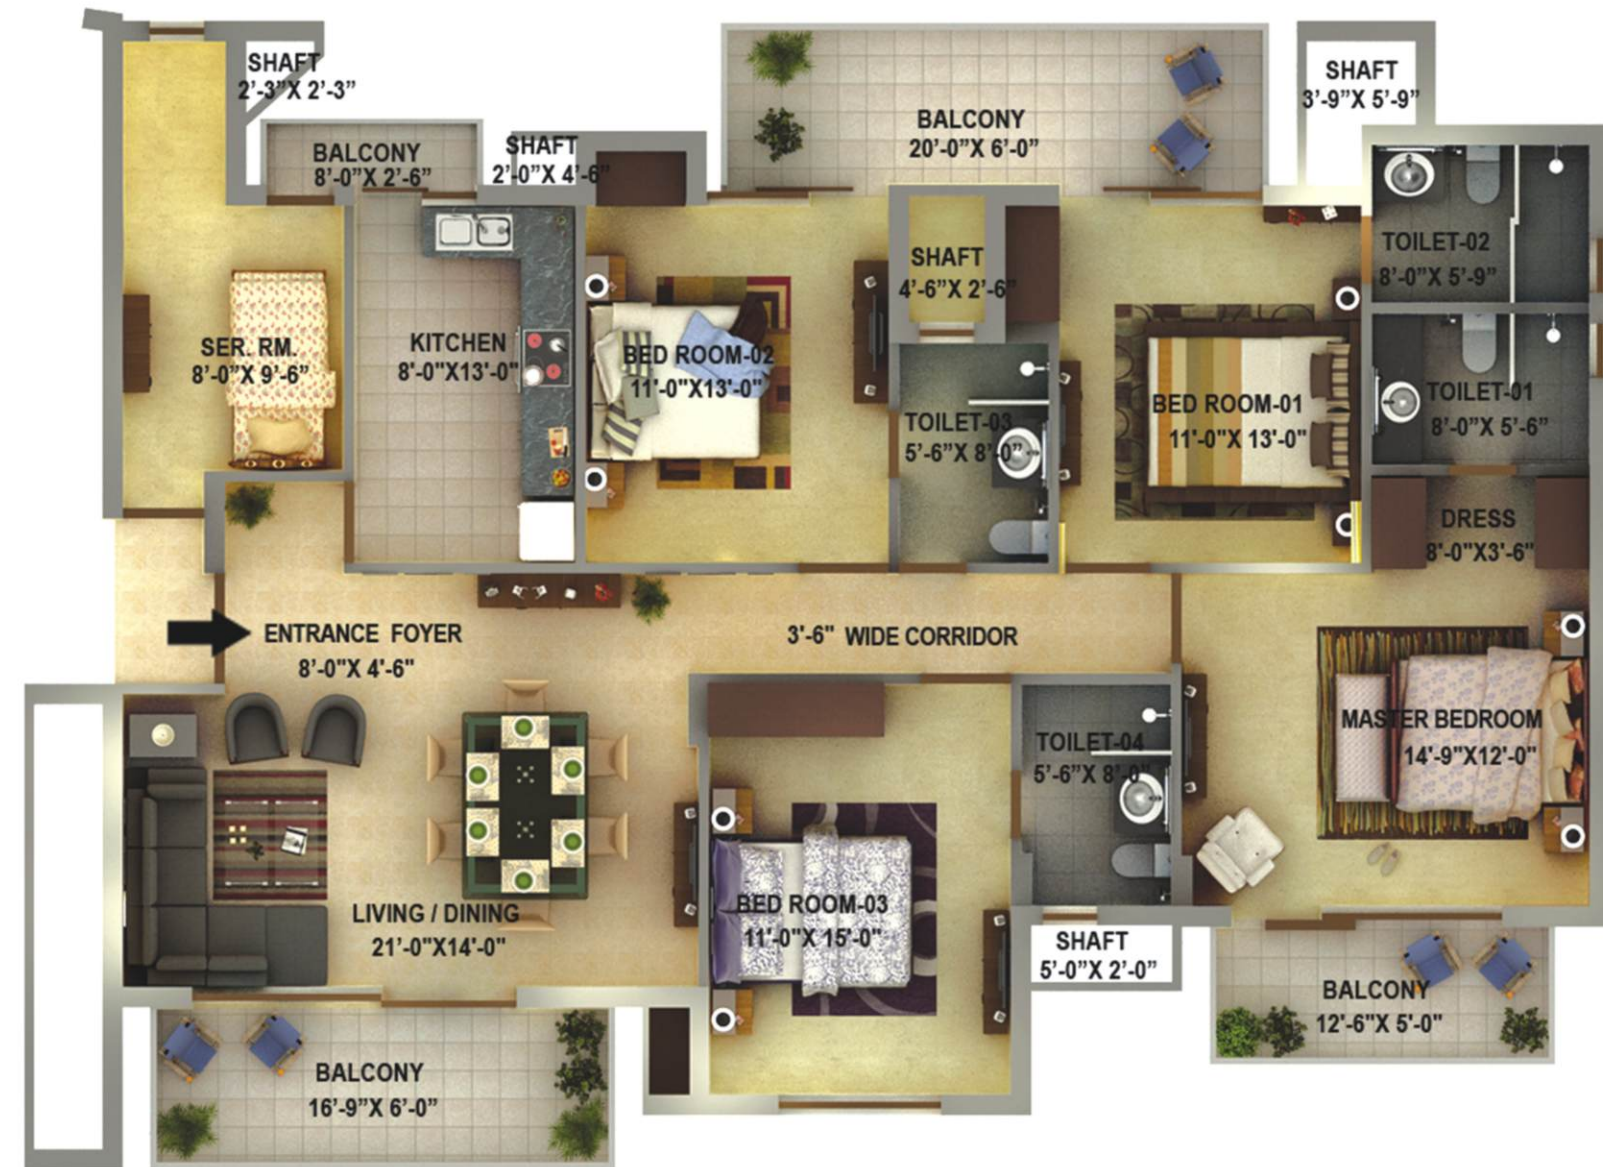 SHAFT
2’-3”X 2’-3”
BALCONY
8’-0”X 2”-6”
SHAFT
2’-0”X 4’-6”
BALCONY
20’-0”X 6’-0”
SHAFT
3’-9”X 5’-9”
TOILET-02
8’-0”X 5’-9”
SHAFT
4’-6”X 2’-6”
SER. RM.
8’-0”X 9’-6”
KITCHEN
8’-0"X13'-0"
BED ROOM-02
11'-0"X13'-0"
TOILET-03
5’-6”X 8’-0”
BED ROOM-01
11'-0"X 13'-0"
TOILET-01
8’-0”X 5’-6”
DRESS
8'-0"X3'-6"
ENTRANCE FOYER
8’-0"X 4'-6"
3'-6" WIDE CORRIDOR
MASTER BEDROOM
14'-9"X12'-0"
TOILET-04
5’-6”X 8’-0”
LIVING / DINING
21’-0"X14'-0"
BED ROOM-03
11'-0"X 15'-0"
SHAFT
5’-0”X 2’-0”
BALCONY
12'-6"X 5'-0"
BALCONY
16’-9”X 6’-0”